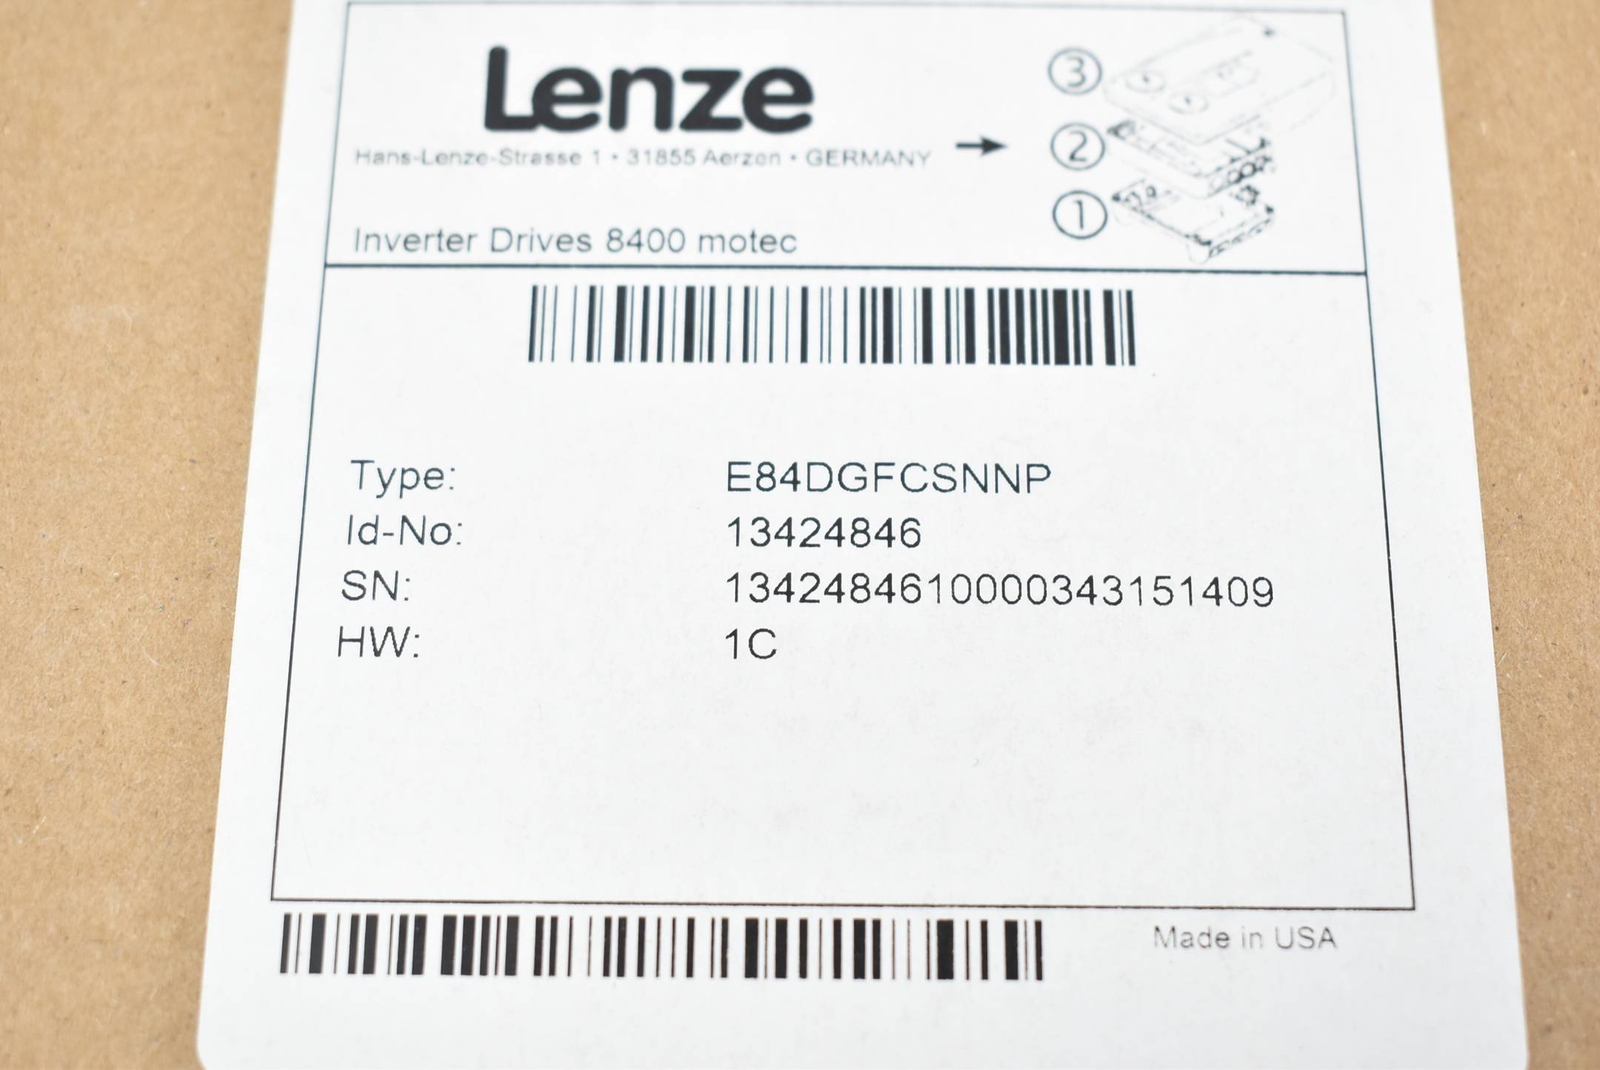 Lenze
Hans-Lenze-Strasse 1 • 31855 Aerzen • GERMANY
3
2
1
Inverter Drives 8400 motec
Type: E84DGFCSNNP
Id-No: 13424846
SN: 1342484610000343151409
HW: 1C
Made in USA